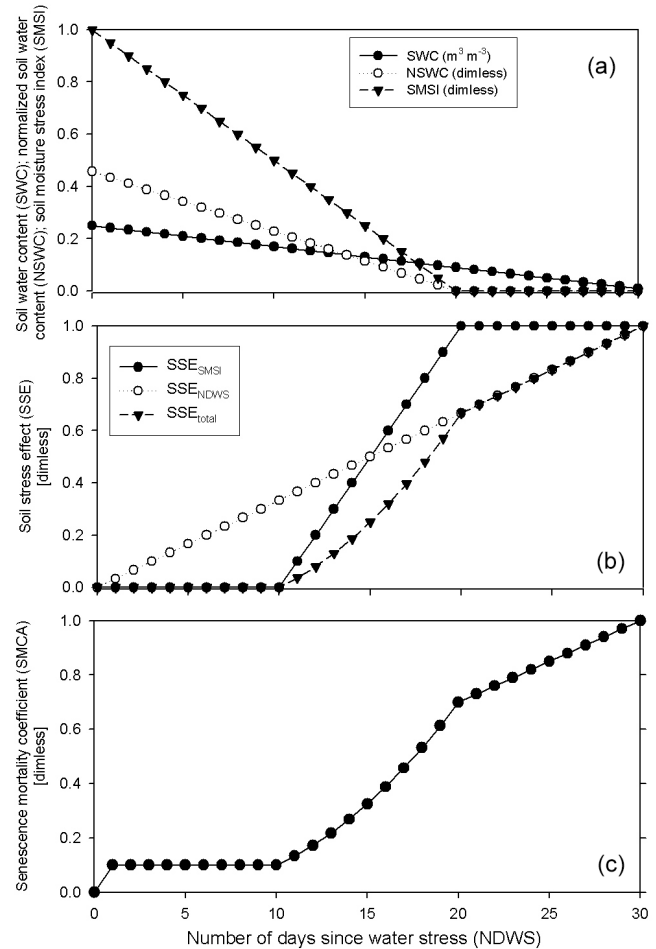 Soil water content (SWC); normalized soil water
content (NSWC); soil moisture stress index (SMSI)
1.0
0.8
0.6
0.4
0.2
0.0
SWC (m³ m⁻³)
NSWC (dimless)
SMSI (dimless)
(a)
Soil stress effect (SSE)
[dimless]
1.0
0.8
0.6
0.4
0.2
0.0
SSE_SMSI
SSE_NDWS
SSE_total
(b)
Senescence mortality coefficient (SMCA)
[dimless]
1.0
0.8
0.6
0.4
0.2
0.0
(c)
0 5 10 15 20 25 30
Number of days since water stress (NDWS)